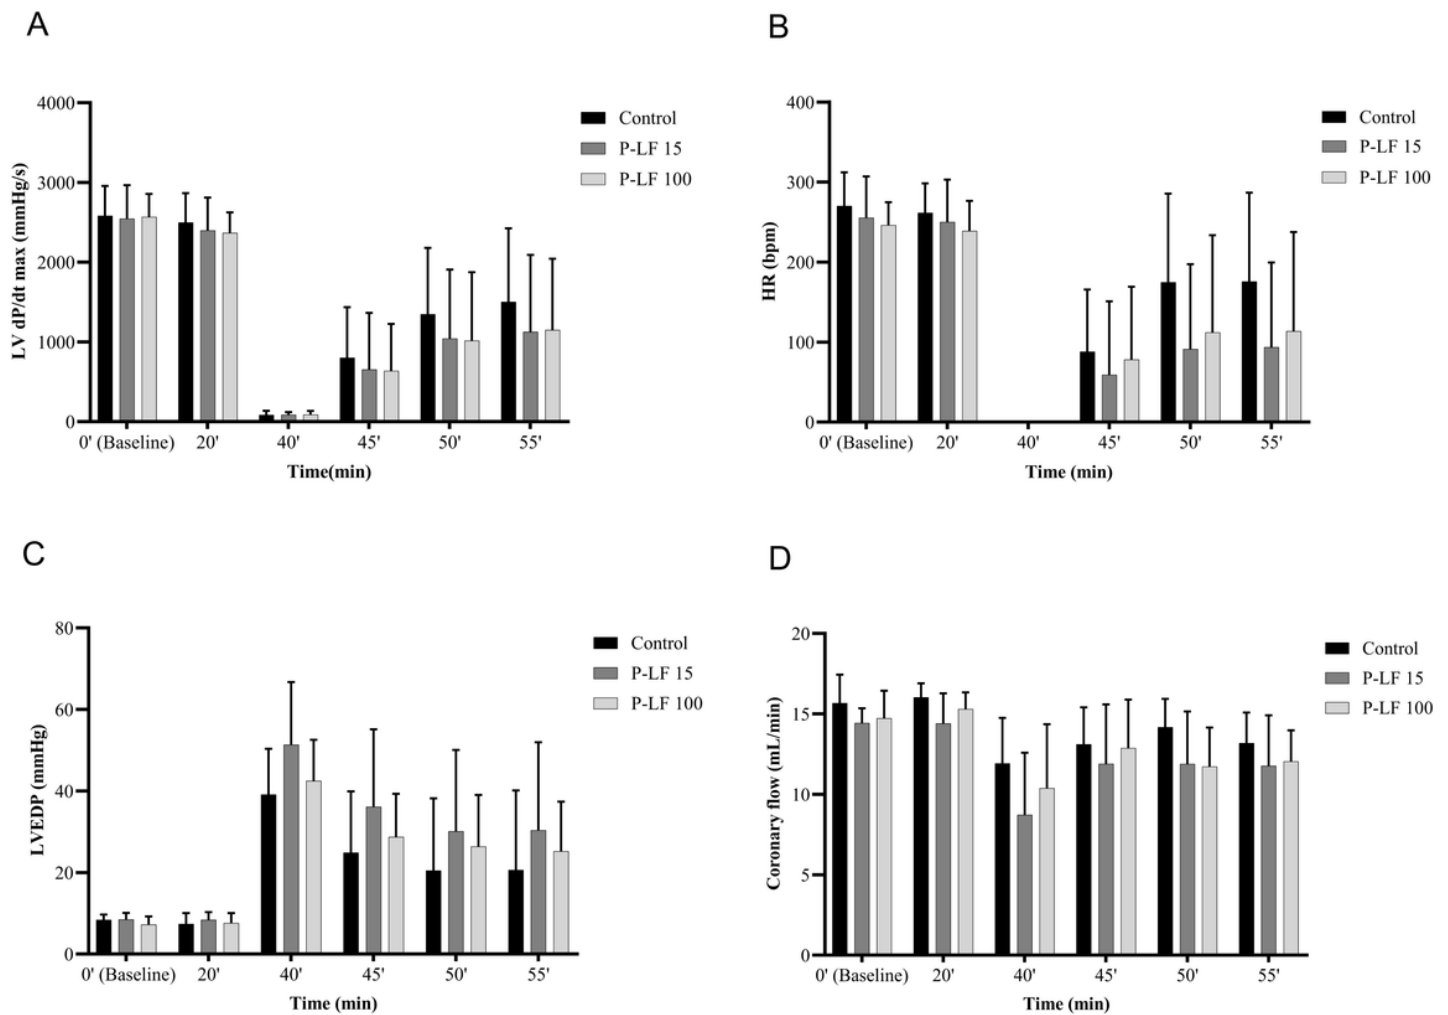 A
4000
3000
2000
1000
0
LV dP/dt max (mmHg/s)
0' (Baseline) 20' 40' 45' 50' 55'
Time(min)
Control
P-LF 15
P-LF 100
B
400
300
200
100
0
HR (bpm)
0' (Baseline) 20' 40' 45' 50' 55'
Time (min)
Control
P-LF 15
P-LF 100
C
80
60
40
20
0
LVEDP (mmHg)
0' (Baseline) 20' 40' 45' 50' 55'
Time (min)
Control
P-LF 15
P-LF 100
D
20
15
10
5
0
Coronary flow (mL/min)
0' (Baseline) 20' 40' 45' 50' 55'
Time (min)
Control
P-LF 15
P-LF 100